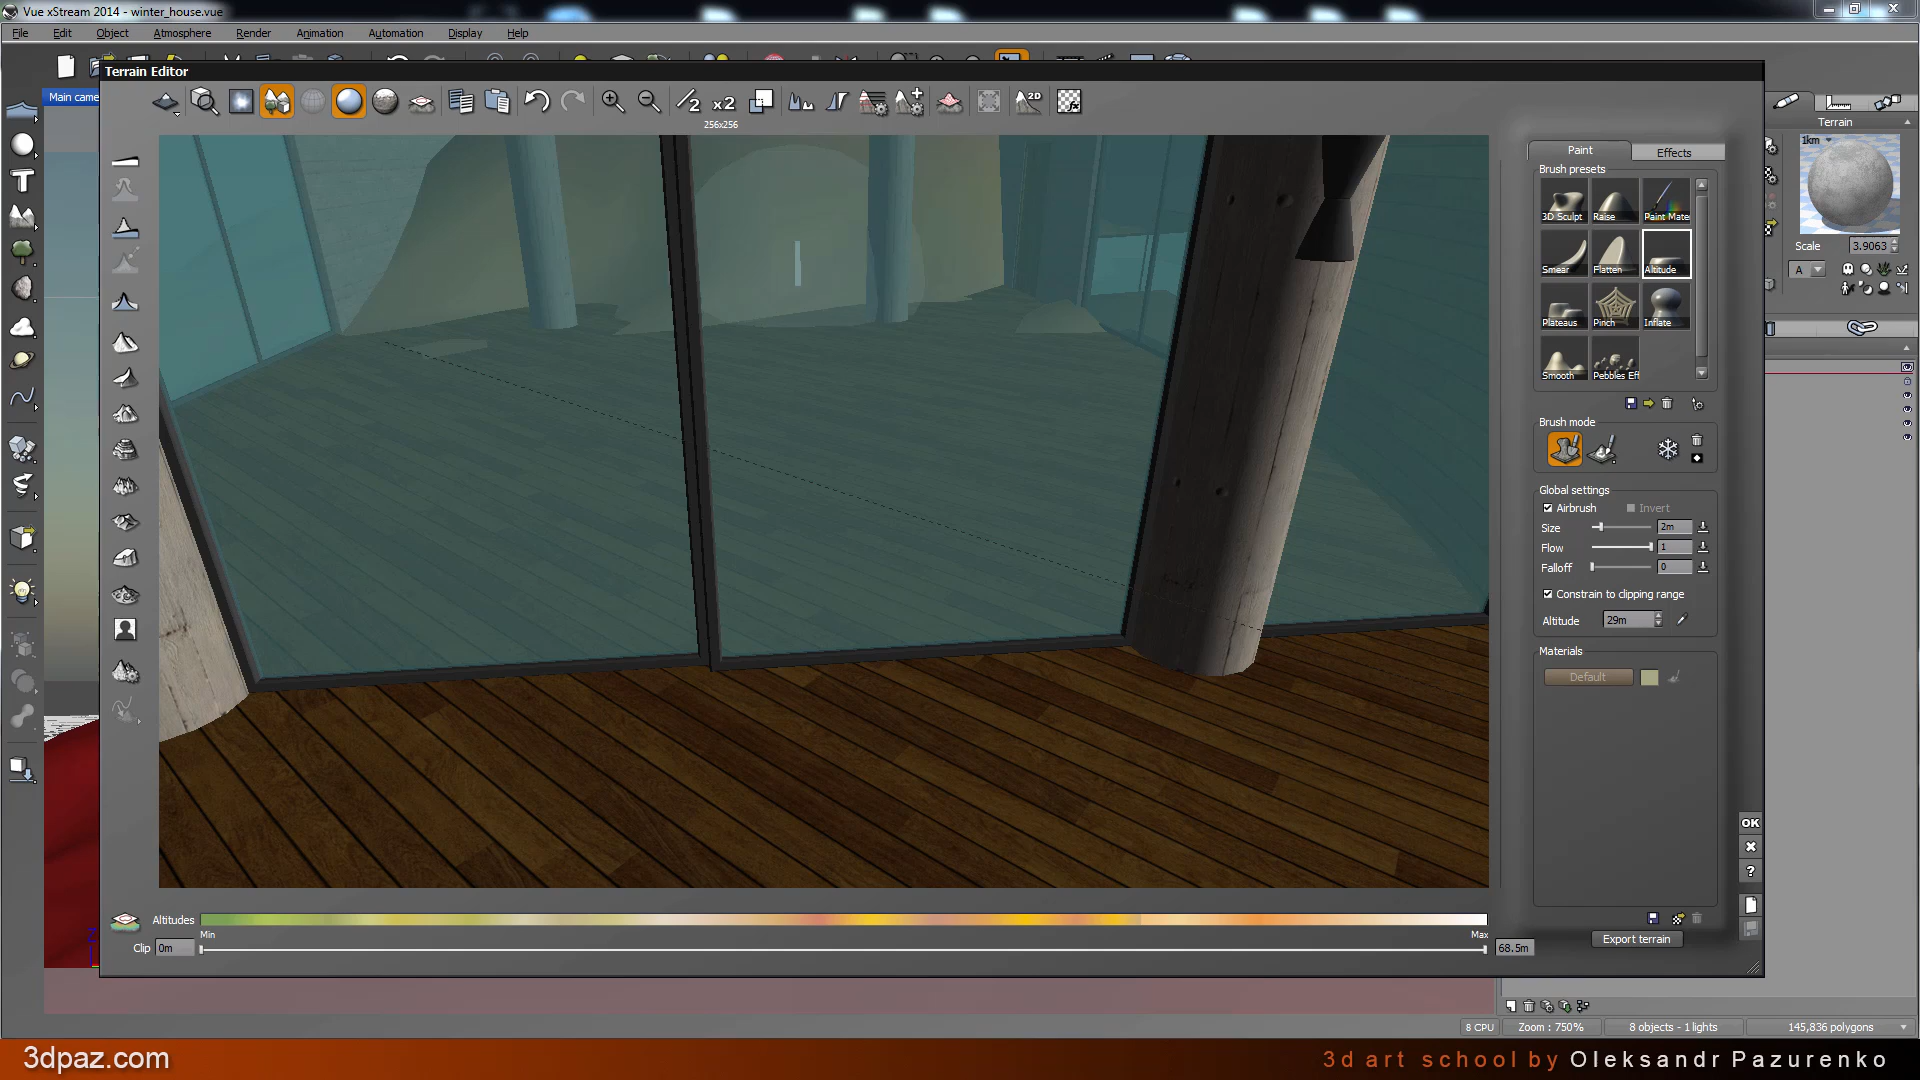 Vue xStream 2014 - winter_house.vue
File Edit Object Atmosphere Render Animation Automation Display Help
Terrain Editor
Main came
/2 x2 2D
256x256
Paint Effects
Brush presets
3D Sculpt Raise Paint Mate
Smear Flatten Altitude
Plateaus Pinch Inflate
Smooth Pebbles Eff
Brush mode
Global settings
Airbrush Invert
Size 2m
Flow 1
Falloff 0
Constrain to clipping range
Altitude 29m
Materials
Default
Export terrain
OK
?
Altitudes
Min Max
Clip 0m 68.5m
Terrain
1km
Scale 3.9063
A
8 CPU Zoom : 750% 8 objects - 1 lights 145,836 polygons
3dpaz.com
3d art school by Oleksandr Pazurenko